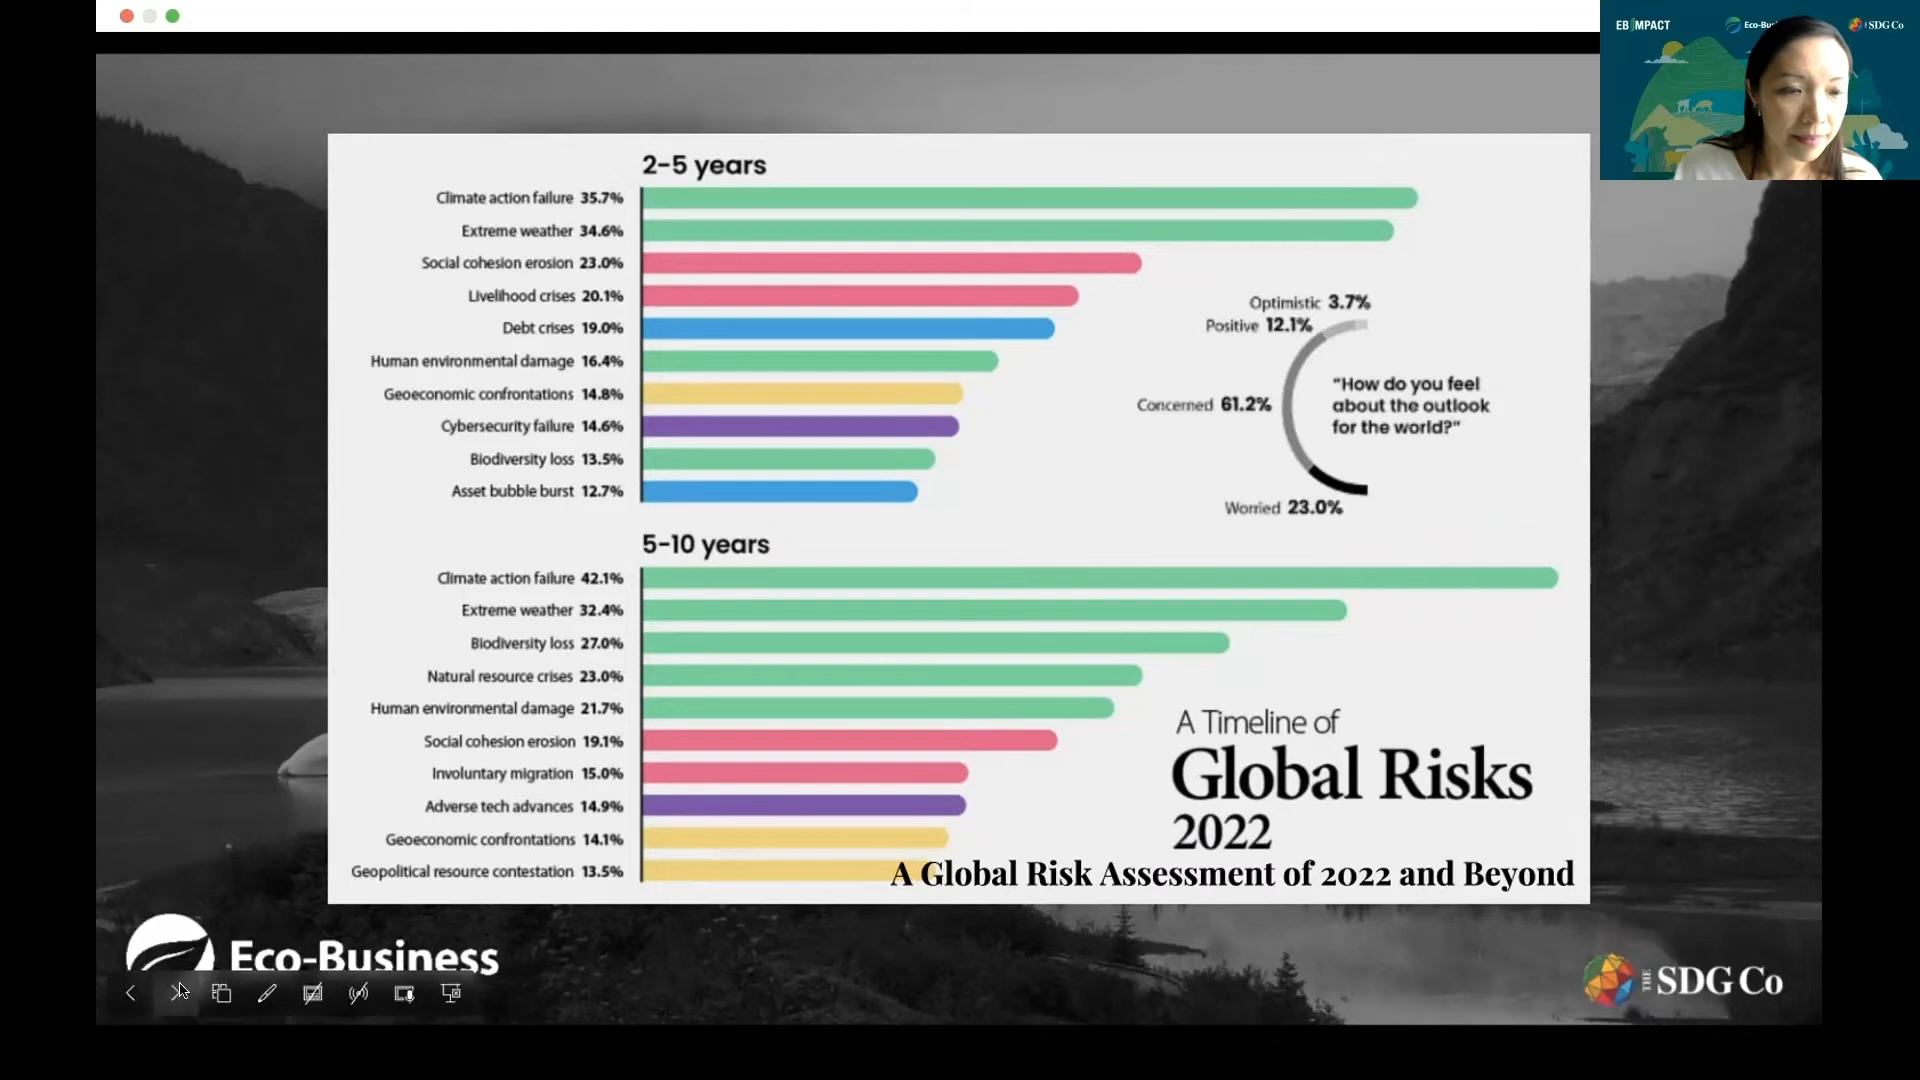 EB IMPACT
Eco-Bu
THE SDG Co
2-5 years
Climate action failure 35.7%
Extreme weather 34.6%
Social cohesion erosion 23.0%
Livelihood crises 20.1%
Debt crises 19.0%
Human environmental damage 16.4%
Geoeconomic confrontations 14.8%
Cybersecurity failure 14.6%
Biodiversity loss 13.5%
Asset bubble burst 12.7%
Optimistic 3.7%
Positive 12.1%
Concerned 61.2%
Worried 23.0%
"How do you feel
about the outlook
for the world?"
5-10 years
Climate action failure 42.1%
Extreme weather 32.4%
Biodiversity loss 27.0%
Natural resource crises 23.0%
Human environmental damage 21.7%
Social cohesion erosion 19.1%
Involuntary migration 15.0%
Adverse tech advances 14.9%
Geoeconomic confrontations 14.1%
Geopolitical resource contestation 13.5%
A Timeline of
Global Risks
2022
A Global Risk Assessment of 2022 and Beyond
Eco-Business
THE SDG Co